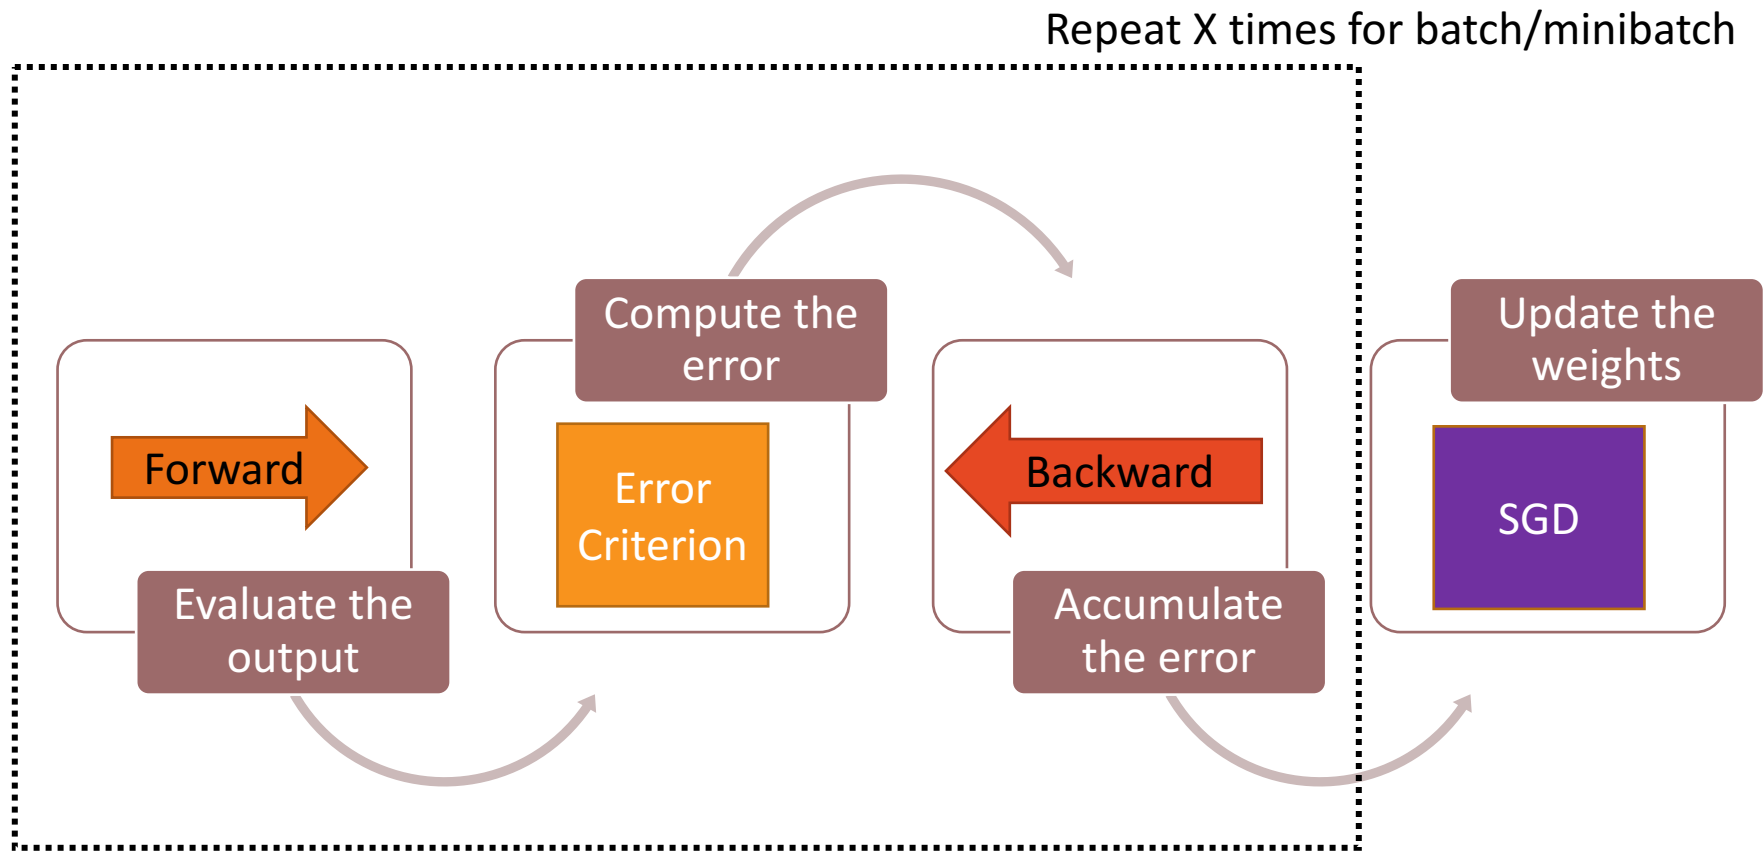 Repeat X times for batch/minibatch
Forward
Evaluate the
output
Compute the
error
Error
Criterion
Backward
Accumulate
the error
Update the
weights
SGD